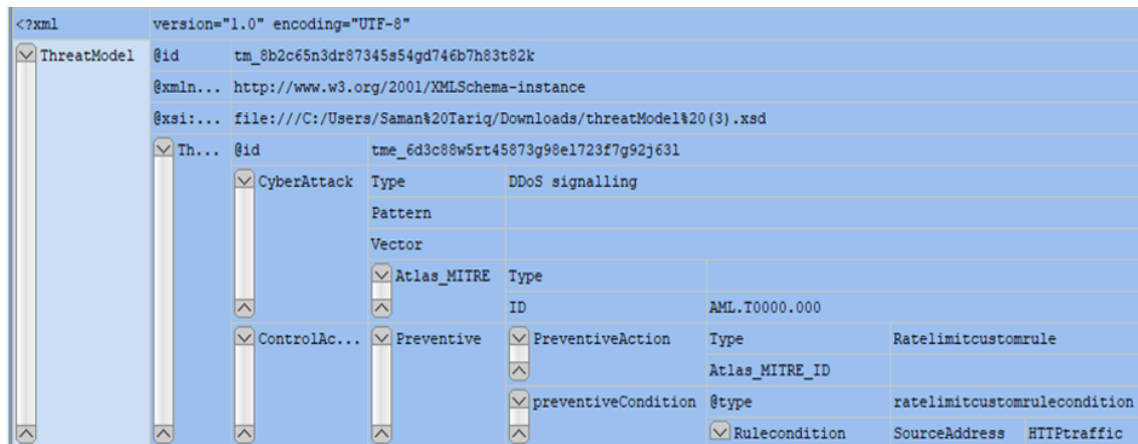 <?xml version="1.0" encoding="UTF-8"
ThreatModel @id tm_8b2c65n3dr87345s54gd746b7h83t82k
@xmln... http://www.w3.org/2001/XMLSchema-instance
@xsi:... file:///C:/Users/Saman%20Tariq/Downloads/threatModel%20(3).xsd
Th... @id tme_6d3c88w5rt45873g98el723f7g92j631
CyberAttack Type DDoS signalling
Pattern
Vector
Atlas_MITRE Type
ID AML.T0000.000
ControlAc... Preventive PreventiveAction Type Ratelimitcustomrule
Atlas_MITRE_ID
preventiveCondition @type ratelimitcustomrulecondition
Rulecondition SourceAddress HTTPtraffic